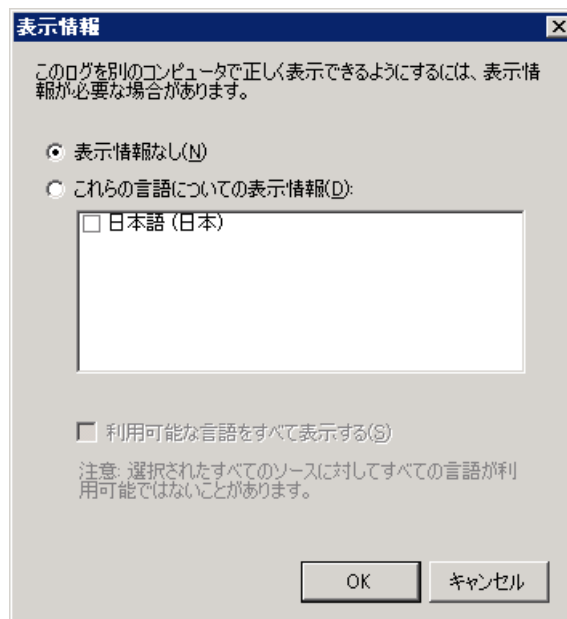 表示情報
このログを別のコンピュータで正しく表示できるようにするには、表示情
報が必要な場合があります。
表示情報なし(N)
これらの言語についての表示情報(D):
日本語 (日本)
利用可能な言語をすべて表示する(S)
注意: 選択されたすべてのソースに対してすべての言語が利
用可能ではないことがあります。
OK キャンセル